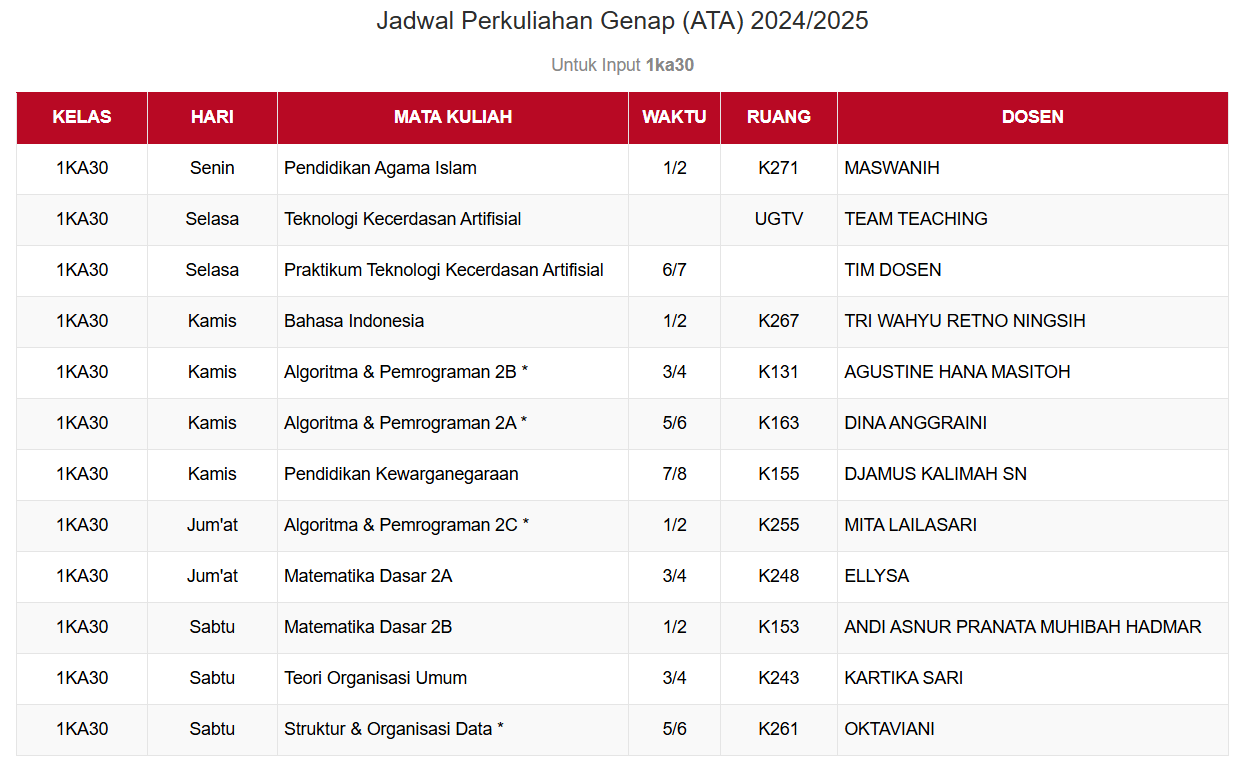 Jadwal Perkuliahan Genap (ATA) 2024/2025
Untuk Input 1ka30
KELAS HARI MATA KULIAH WAKTU RUANG DOSEN
1KA30 Senin Pendidikan Agama Islam 1/2 K271 MASWANIH
1KA30 Selasa Teknologi Kecerdasan Artifisial UGTV TEAM TEACHING
1KA30 Selasa Praktikum Teknologi Kecerdasan Artifisial 6/7 TIM DOSEN
1KA30 Kamis Bahasa Indonesia 1/2 K267 TRI WAHYU RETNO NINGSIH
1KA30 Kamis Algoritma & Pemrograman 2B * 3/4 K131 AGUSTINE HANA MASITOH
1KA30 Kamis Algoritma & Pemrograman 2A * 5/6 K163 DINA ANGGRAINI
1KA30 Kamis Pendidikan Kewarganegaraan 7/8 K155 DJAMUS KALIMAH SN
1KA30 Jum'at Algoritma & Pemrograman 2C * 1/2 K255 MITA LAILASARI
1KA30 Jum'at Matematika Dasar 2A 3/4 K248 ELLYSA
1KA30 Sabtu Matematika Dasar 2B 1/2 K153 ANDI ASNUR PRANATA MUHIBAH HADMAR
1KA30 Sabtu Teori Organisasi Umum 3/4 K243 KARTIKA SARI
1KA30 Sabtu Struktur & Organisasi Data * 5/6 K261 OKTAVIANI